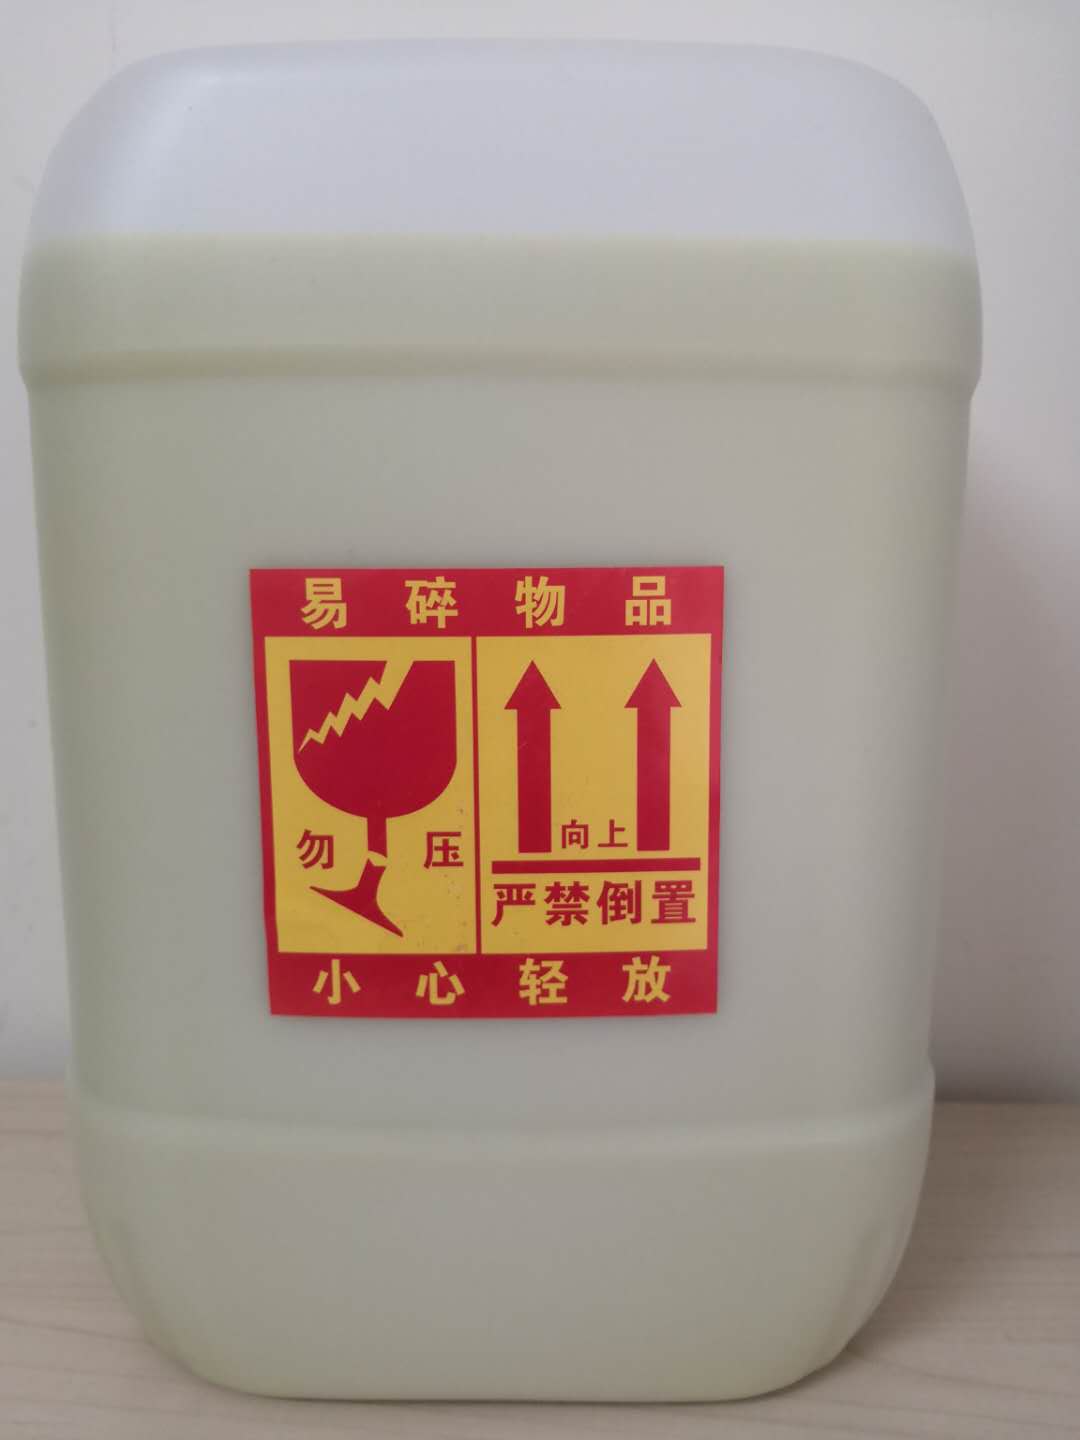 易碎物品
勿压
向上
严禁倒置
小心轻放